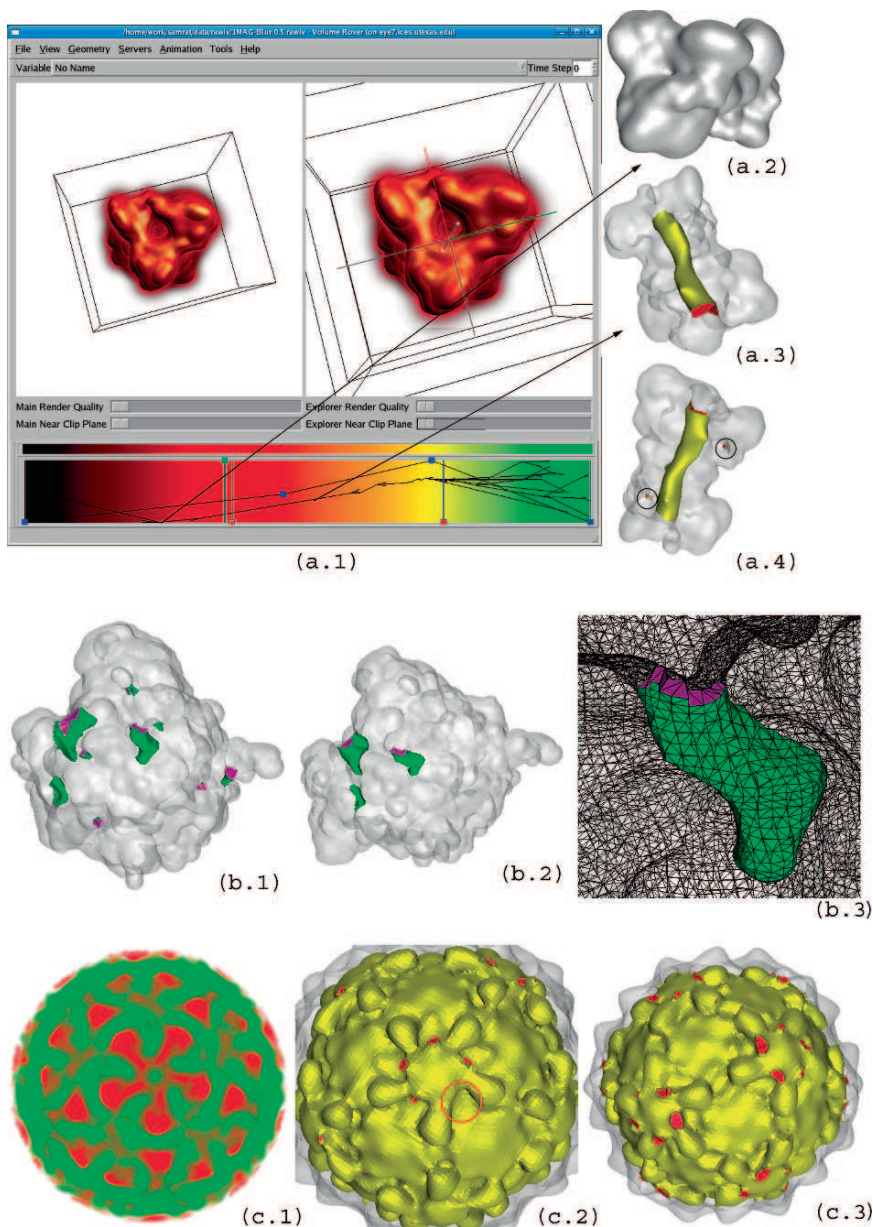 /home/work/samrat/data/rawiv/1MAG-Blur-0.5.rawiv - Volume Rover (on eye7.ices.utexas.edu)
File View Geometry Servers Animation Tools Help
Variable No Name Time Step 0
Main Render Quality
Explorer Render Quality
Main Near Clip Plane
Explorer Near Clip Plane
(a.1)
(a.2)
(a.3)
(a.4)
(b.1)
(b.2)
(b.3)
(c.1)
(c.2)
(c.3)